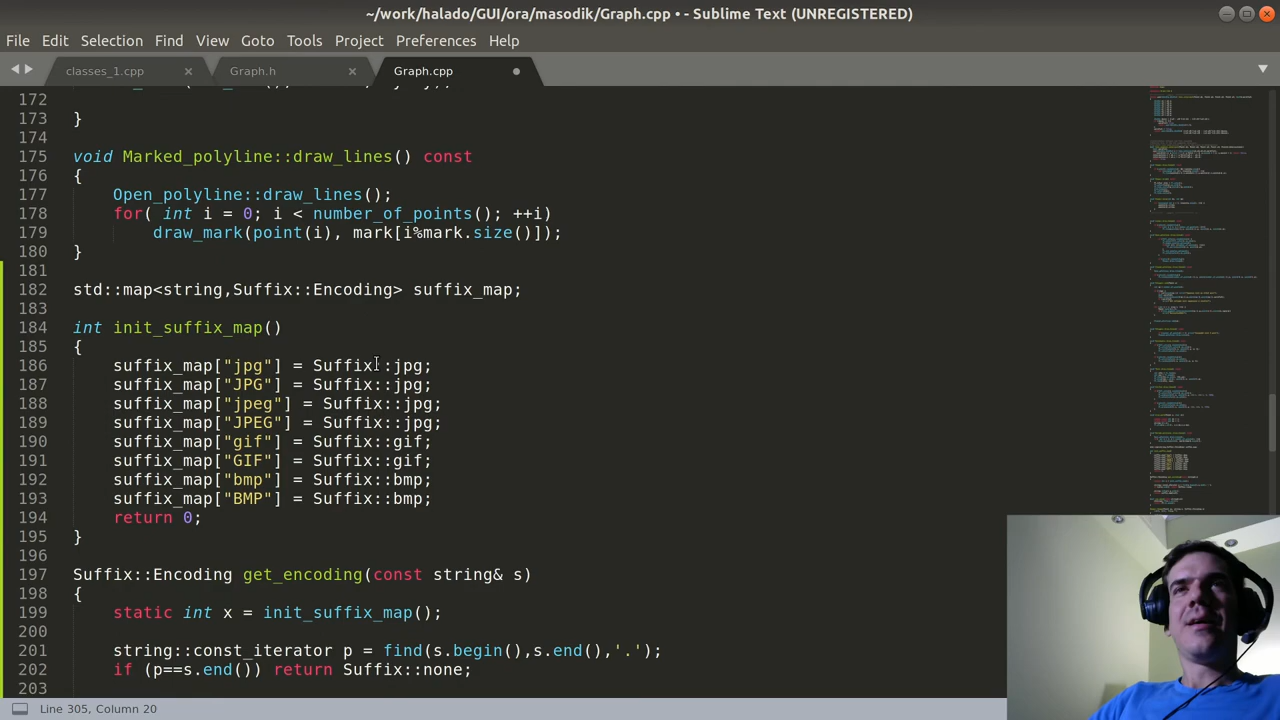 ~/work/halado/GUI/ora/masodik/Graph.cpp • - Sublime Text (UNREGISTERED)
File Edit Selection Find View Goto Tools Project Preferences Help
classes_1.cpp Graph.h Graph.cpp
172
173 }
174
175 void Marked_polyline::draw_lines() const
176 {
177 Open_polyline::draw_lines();
178 for( int i = 0; i < number_of_points(); ++i)
179 draw_mark(point(i), mark[i%mark.size()]);
180 }
181
182 std::map<string,Suffix::Encoding> suffix_map;
183
184 int init_suffix_map()
185 {
186 suffix_map["jpg"] = Suffix::jpg;
187 suffix_map["JPG"] = Suffix::jpg;
188 suffix_map["jpeg"] = Suffix::jpg;
189 suffix_map["JPEG"] = Suffix::jpg;
190 suffix_map["gif"] = Suffix::gif;
191 suffix_map["GIF"] = Suffix::gif;
192 suffix_map["bmp"] = Suffix::bmp;
193 suffix_map["BMP"] = Suffix::bmp;
194 return 0;
195 }
196
197 Suffix::Encoding get_encoding(const string& s)
198 {
199 static int x = init_suffix_map();
200
201 string::const_iterator p = find(s.begin(),s.end(),'.');
202 if (p==s.end()) return Suffix::none;
203
Line 305, Column 20